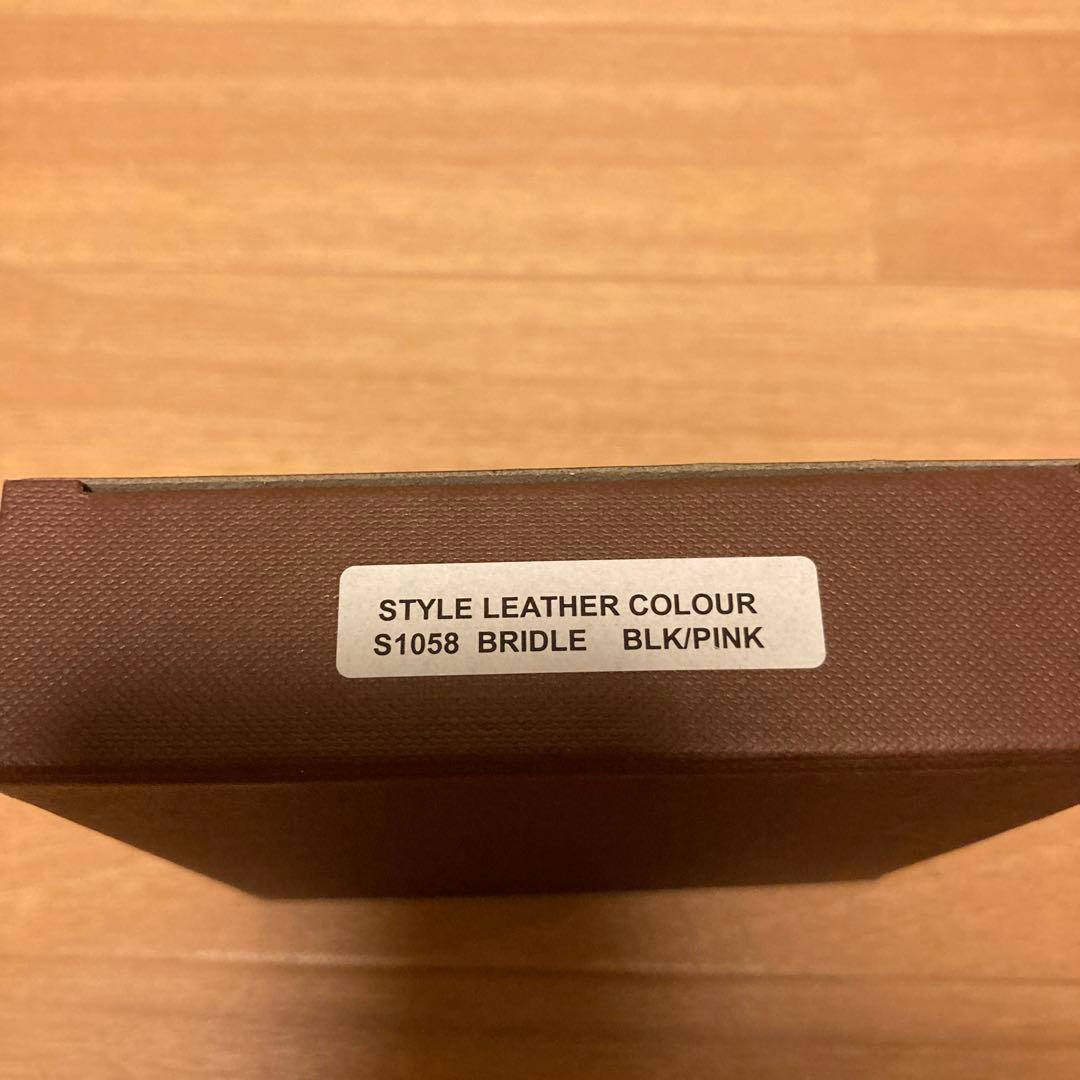 STYLE LEATHER COLOUR
S1058 BRIDLE BLK/PINK